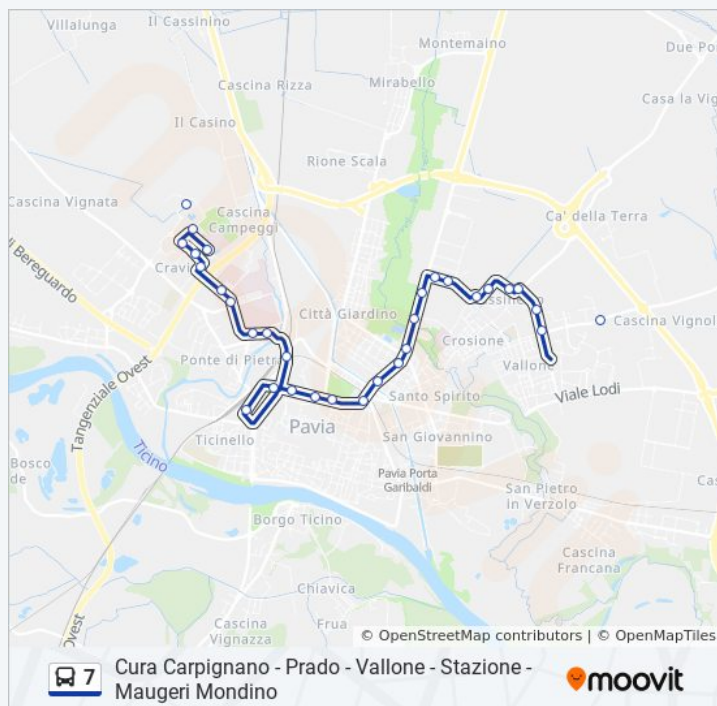 Villalunga
Il Cassinino
Montemaino
Due Po
Cascina Rizza
Mirabello
Casa la Vig
Il Casino
Rione Scala
Cascina Vignata
Cascina
Campeggi
Ca' della Terra
di Bereguardo
Cravi
Città Giardino
ssin
Cascina Vignol
Crosione
Ponte di Pietra
Vallone
Tangenziale Ovest
Santo Spirito
Viale Lodi
Ticinello
Pavia
San Giovannino
Ticino
Bosco
de
Pavia Porta
Garibaldi
San Pietro
in Verzolo
Borgo Ticino
Cascina
Francana
Chiavica
Cascina
Vignazza
Frua
Ovest
© OpenStreetMap contributors | © OpenMapTiles
7
Cura Carpignano - Prado - Vallone - Stazione -
Maugeri Mondino
moovit